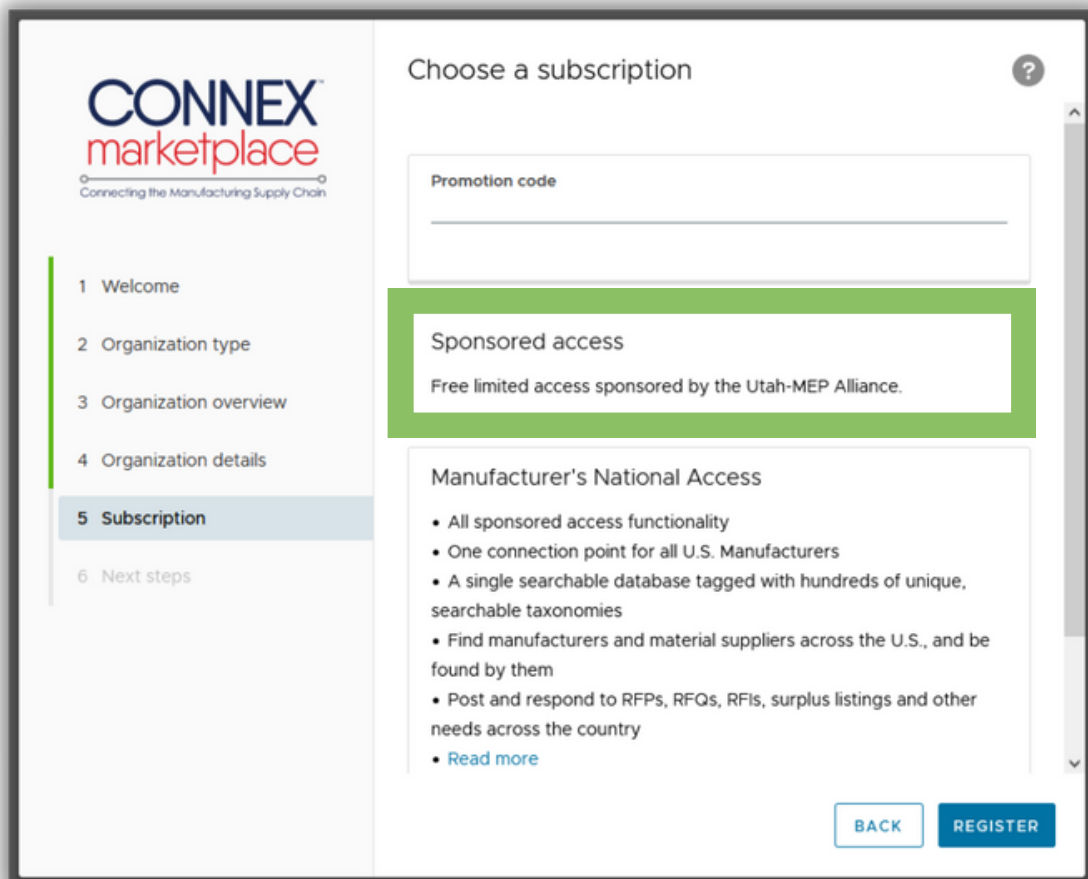 CONNEX™
marketplace
Connecting the Manufacturing Supply Chain
1 Welcome
2 Organization type
3 Organization overview
4 Organization details
5 Subscription
6 Next steps
Choose a subscription
?
Promotion code
Sponsored access
Free limited access sponsored by the Utah-MEP Alliance.
Manufacturer's National Access
• All sponsored access functionality
• One connection point for all U.S. Manufacturers
• A single searchable database tagged with hundreds of unique,
searchable taxonomies
• Find manufacturers and material suppliers across the U.S., and be
found by them
• Post and respond to RFPs, RFQs, RFIs, surplus listings and other
needs across the country
• Read more
BACK
REGISTER